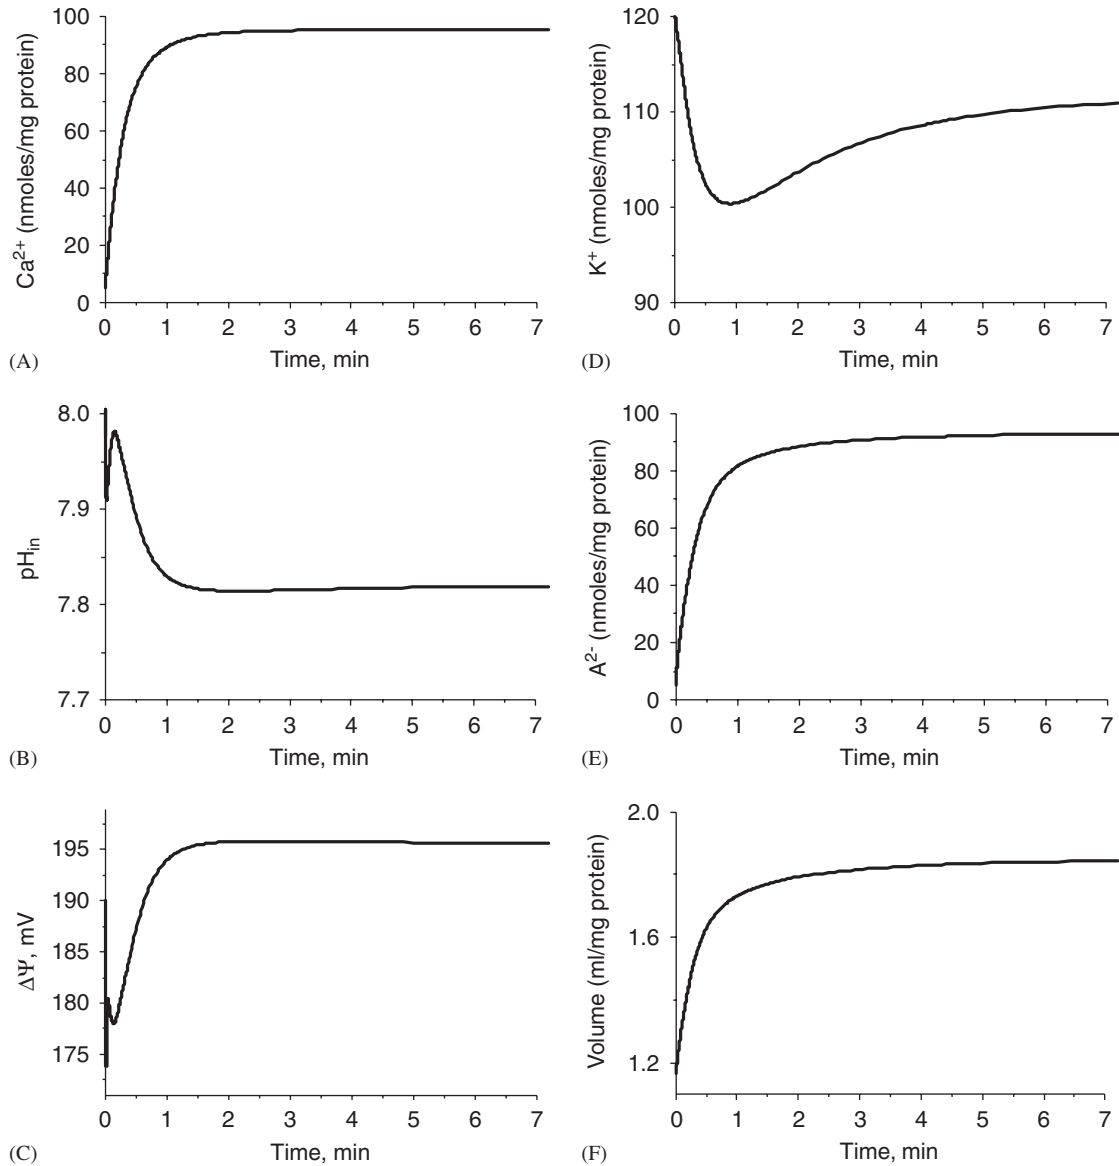 100
80
60
40
20
0
Ca²⁺ (nmoles/mg protein)
0 1 2 3 4 5 6 7
Time, min
(A)
120
110
100
90
K⁺ (nmoles/mg protein)
0 1 2 3 4 5 6 7
Time, min
(D)
8.0
7.9
7.8
7.7
pHin
0 1 2 3 4 5 6 7
Time, min
(B)
100
80
60
40
20
0
A²⁻ (nmoles/mg protein)
0 1 2 3 4 5 6 7
Time, min
(E)
195
190
185
180
175
ΔΨ, mV
0 1 2 3 4 5 6 7
Time, min
(C)
2.0
1.6
1.2
Volume (ml/mg protein)
0 1 2 3 4 5 6 7
Time, min
(F)